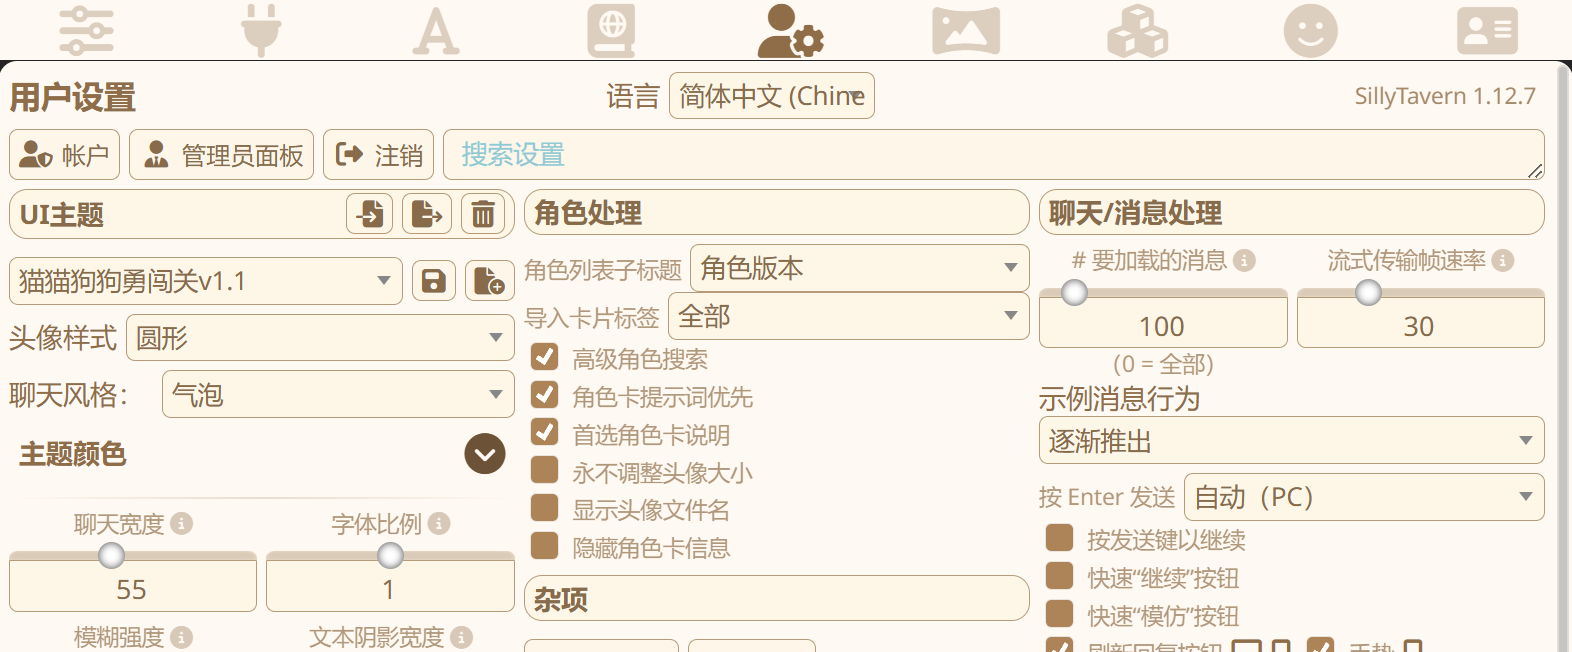 用户设置
语言 简体中文 (Chine
SillyTavern 1.12.7
帐户 管理员面板 注销 搜索设置
UI主题
猫猫狗狗勇闯关v1.1
头像样式 圆形
聊天风格： 气泡
主题颜色
聊天宽度 字体比例
55 1
模糊强度 文本阴影宽度
角色处理
角色列表子标题 角色版本
导入卡片标签 全部
高级角色搜索
角色卡提示词优先
首选角色卡说明
永不调整头像大小
显示头像文件名
隐藏角色卡信息
杂项
聊天/消息处理
# 要加载的消息 流式传输帧速率
100 30
(0 = 全部)
示例消息行为
逐渐推出
按 Enter 发送 自动（PC）
按发送键以继续
快速“继续”按钮
快速“模仿”按钮
刷新回复按钮 手势